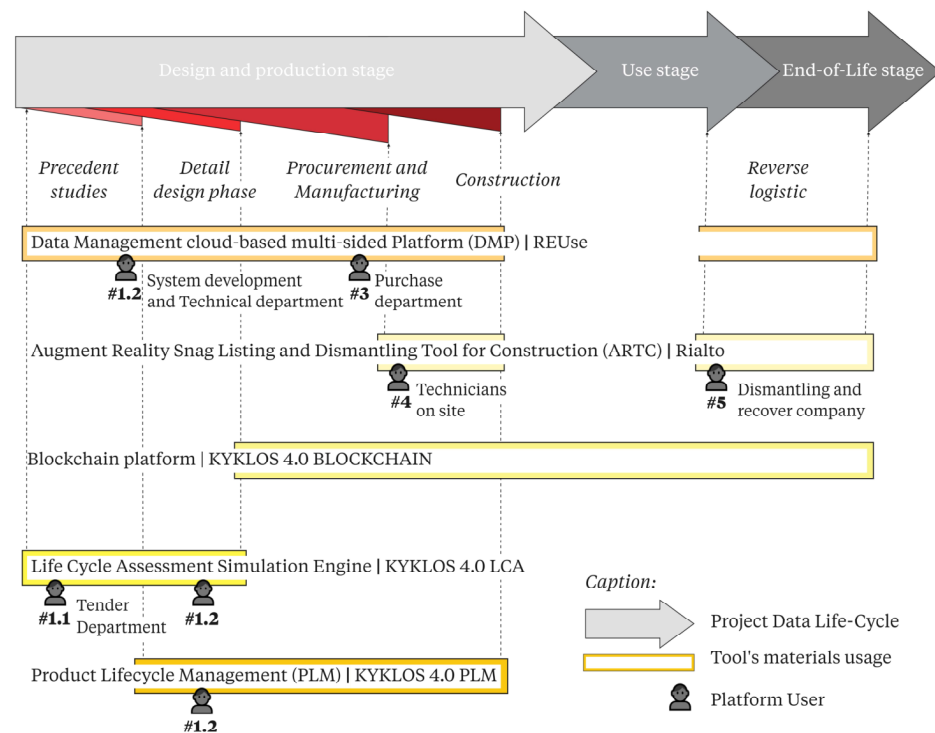 Design and production stage
Use stage
End-of-Life stage
Precedent
studies
Detail
design phase
Procurement and
Manufacturing
Construction
Reverse
logistic
Data Management cloud-based multi-sided Platform (DMP) | REUse
#1.2
System development
and Technical department
#3
Purchase
department
Augment Reality Snag Listing and Dismantling Tool for Construction (ARTC) | Rialto
#4
Technicians
on site
#5
Dismantling and
recover company
Blockchain platform | KYKLOS 4.0 BLOCKCHAIN
Life Cycle Assessment Simulation Engine | KYKLOS 4.0 LCA
#1.1
Tender
Department
#1.2
Product Lifecycle Management (PLM) | KYKLOS 4.0 PLM
#1.2
Caption:
Project Data Life-Cycle
Tool's materials usage
Platform User